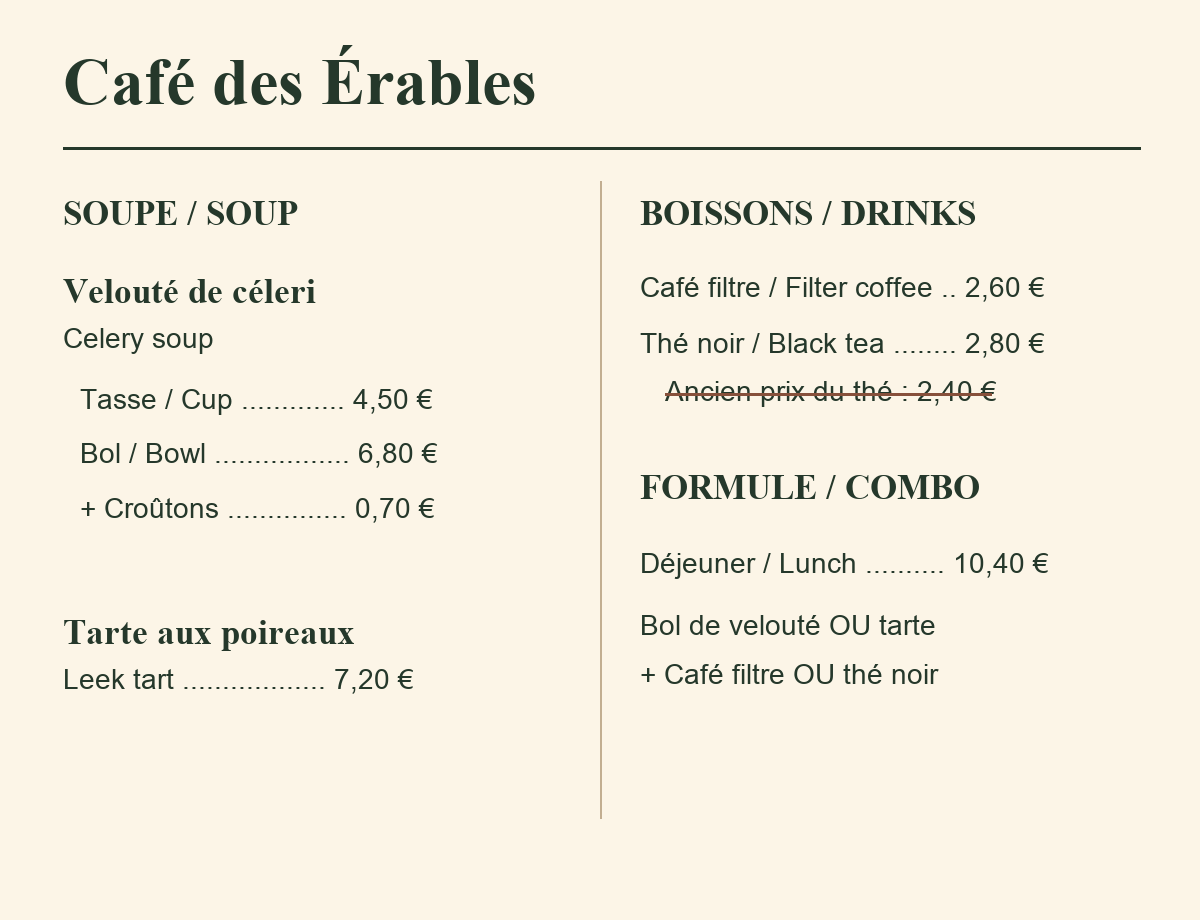 Café des Érables
SOUPE / SOUP
Velouté de céleri
Celery soup
Tasse / Cup ............. 4,50 €
Bol / Bowl ................. 6,80 €
+ Croûtons ............... 0,70 €
Tarte aux poireaux
Leek tart .................. 7,20 €
BOISSONS / DRINKS
Café filtre / Filter coffee .. 2,60 €
Thé noir / Black tea ........ 2,80 €
Ancien prix du thé : 2,40 €
FORMULE / COMBO
Déjeuner / Lunch .......... 10,40 €
Bol de velouté OU tarte
+ Café filtre OU thé noir